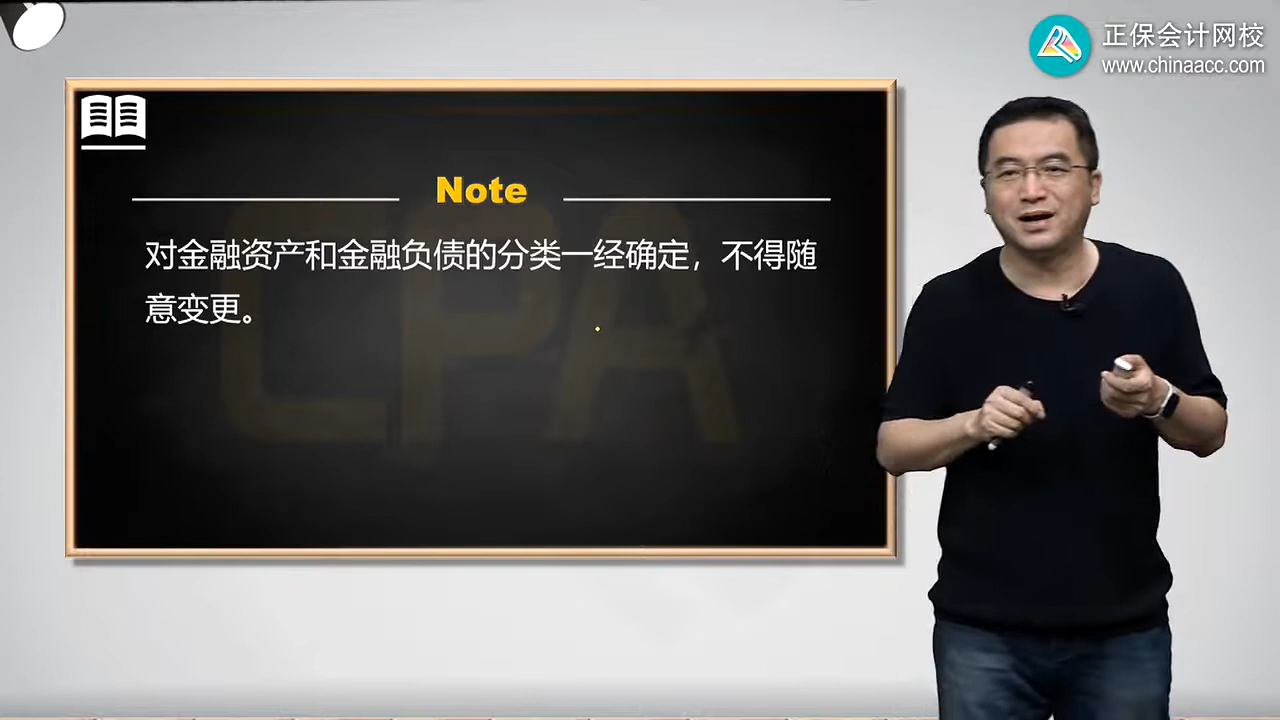 正保会计网校
www.chinaacc.com
Note
对金融资产和金融负债的分类一经确定，不得随
意变更。
CPA